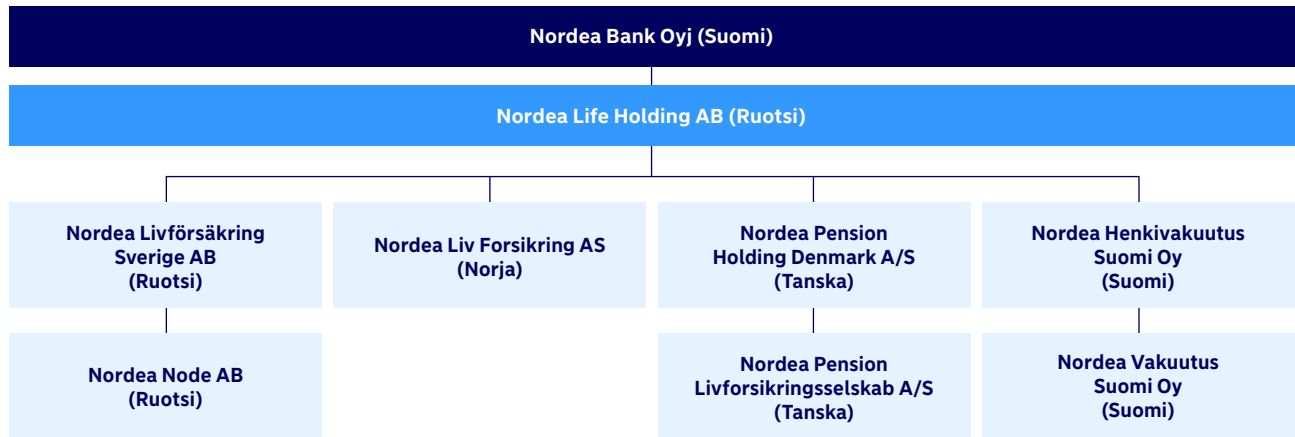 Nordea Bank Oyj (Suomi)
Nordea Life Holding AB (Ruotsi)
Nordea Livförsäkring
Sverige AB
(Ruotsi)
Nordea Liv Forsikring AS
(Norja)
Nordea Pension
Holding Denmark A/S
(Tanska)
Nordea Henkivakuutus
Suomi Oy
(Suomi)
Nordea Node AB
(Ruotsi)
Nordea Pension
Livforsikringsselskab A/S
(Tanska)
Nordea Vakuutus
Suomi Oy
(Suomi)